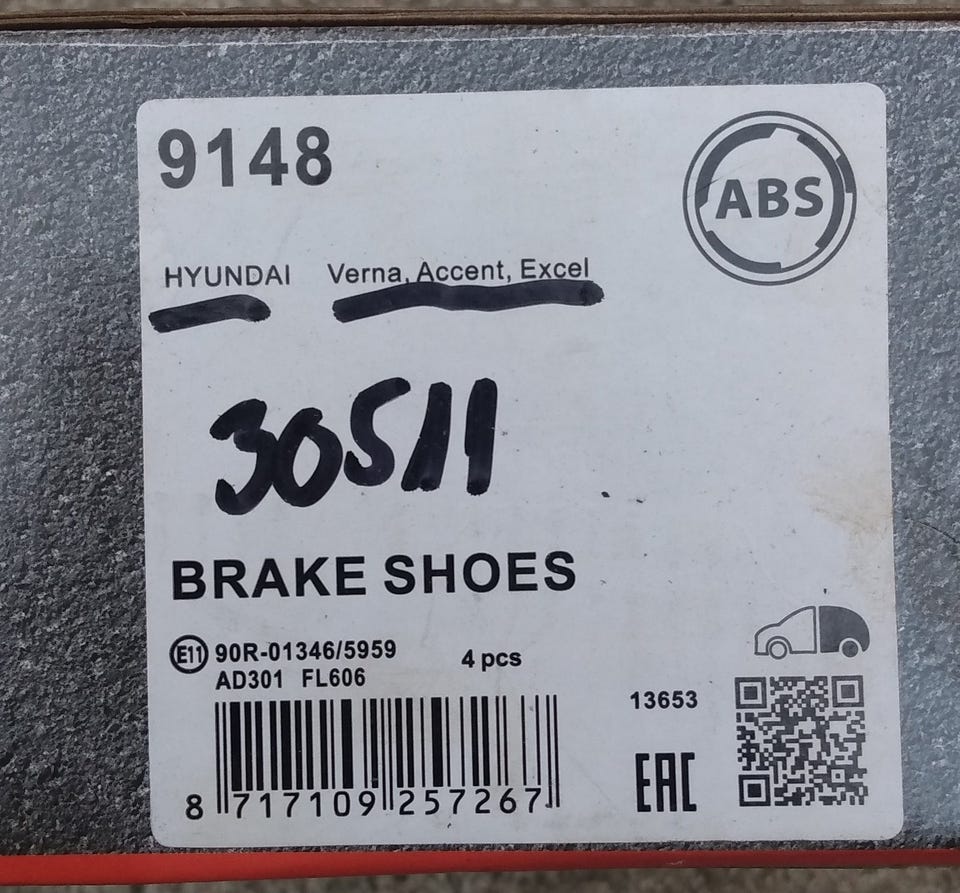 9148
ABS
HYUNDAI Verna, Accent, Excel
30511
BRAKE SHOES
E11 90R-01346/5959
4 pcs
AD301 FL606
13653
EAC
8 717109 257267